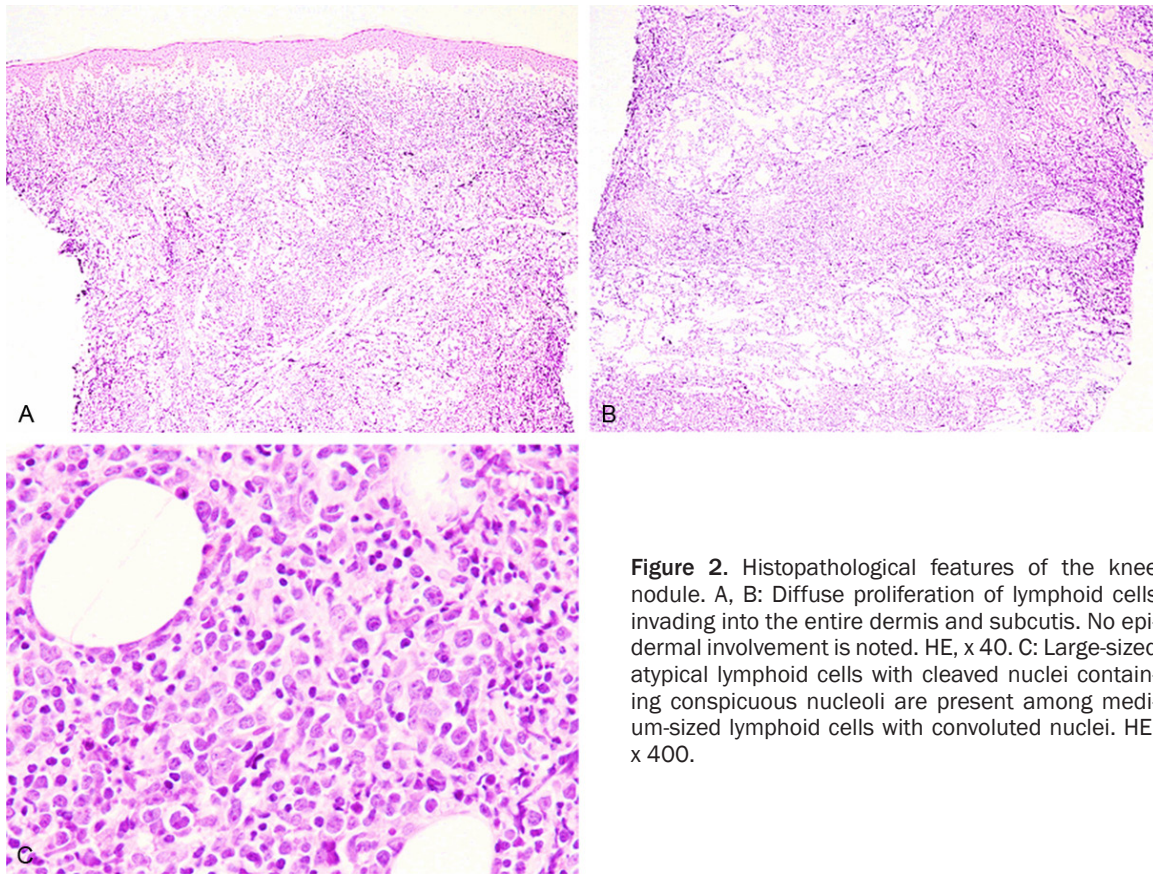 A
B
C
Figure 2. Histopathological features of the knee
nodule. A, B: Diffuse proliferation of lymphoid cells
invading into the entire dermis and subcutis. No epi-
dermal involvement is noted. HE, x 40. C: Large-sized
atypical lymphoid cells with cleaved nuclei contain-
ing conspicuous nucleoli are present among medi-
um-sized lymphoid cells with convoluted nuclei. HE,
x 400.